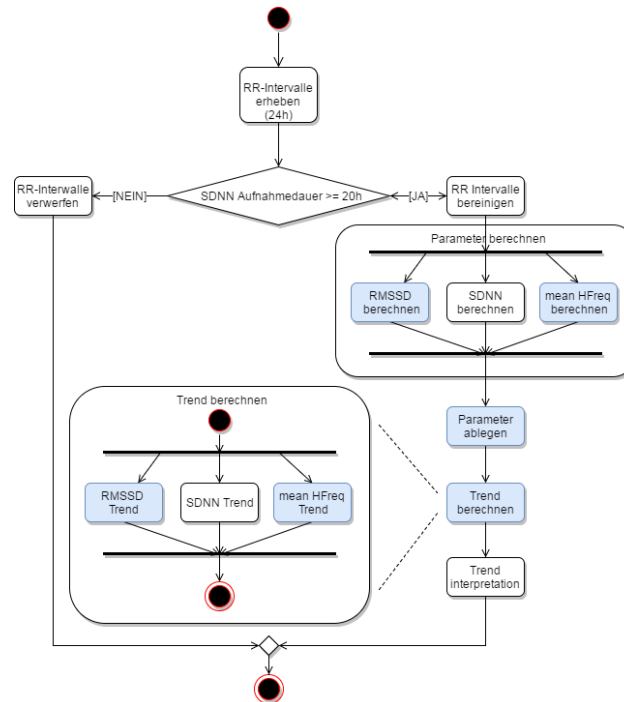 RR-Intervalle
erheben
(24h)
RR-Interwalle
verwerfen
[NEIN]
SDNN Aufnahmedauer >= 20h
[JA]
RR Intervalle
bereinigen
Parameter berechnen
RMSSD
berechnen
SDNN
berechnen
mean HFreq
berechnen
Trend berechnen
Parameter
ablegen
RMSSD
Trend
SDNN Trend
mean HFreq
Trend
Trend
berechnen
Trend
interpretation